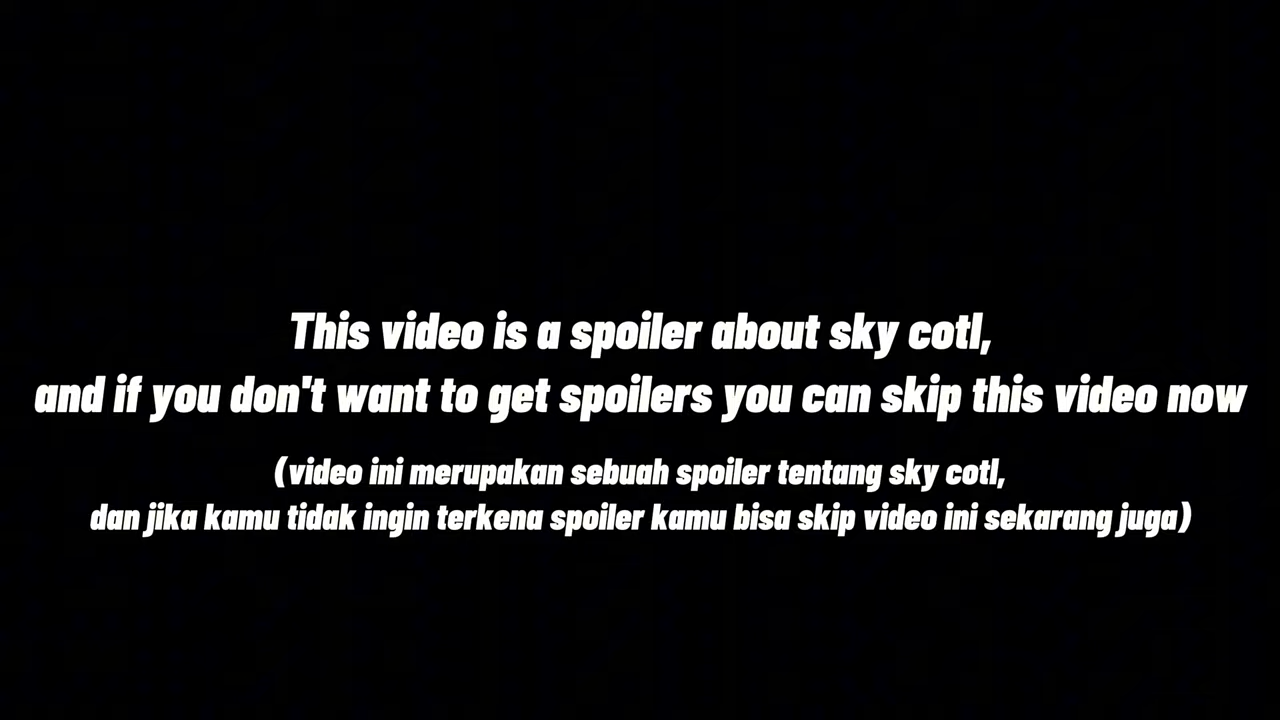 This video is a spoiler about sky cotl,
and if you don't want to get spoilers you can skip this video now
(video ini merupakan sebuah spoiler tentang sky cotl,
dan jika kamu tidak ingin terkena spoiler kamu bisa skip video ini sekarang juga)